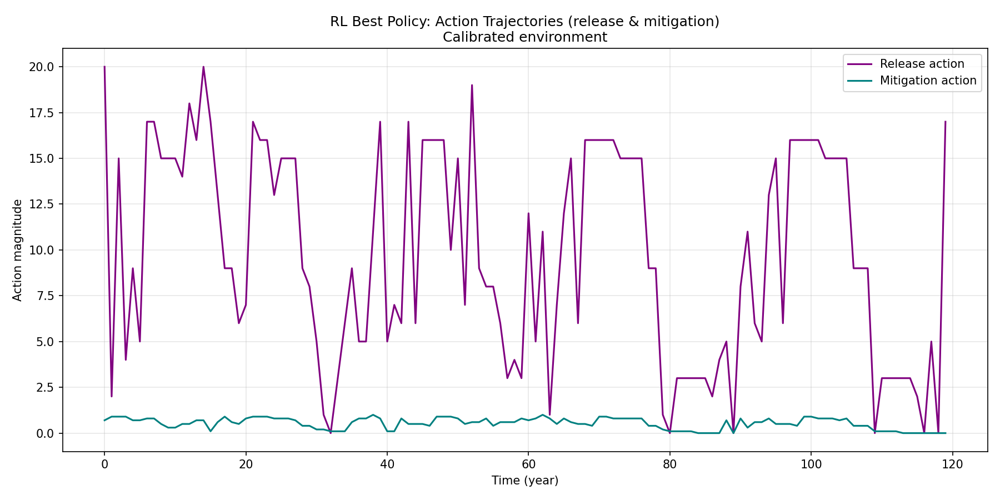 RL Best Policy: Action Trajectories (release & mitigation)
Calibrated environment
Release action
Mitigation action
Action magnitude
20.0
17.5
15.0
12.5
10.0
7.5
5.0
2.5
0.0
0 20 40 60 80 100 120
Time (year)